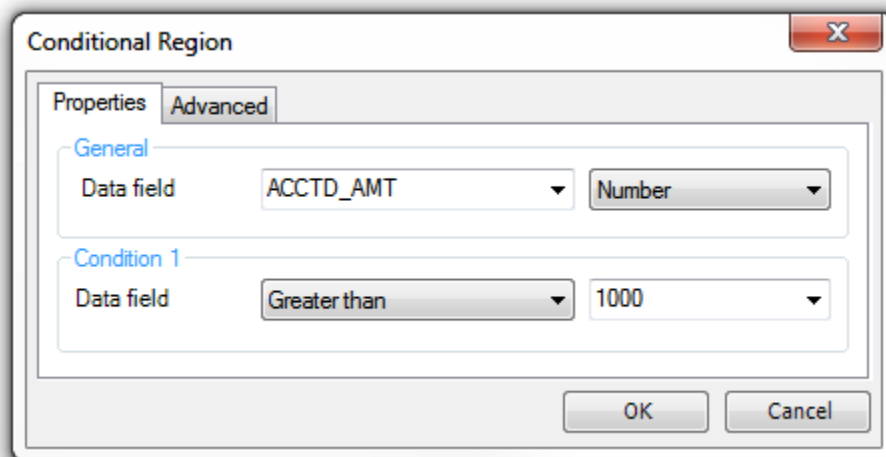 Conditional Region
Properties Advanced
General
Data field ACCTD_AMT Number
Condition 1
Data field Greater than 1000
OK Cancel